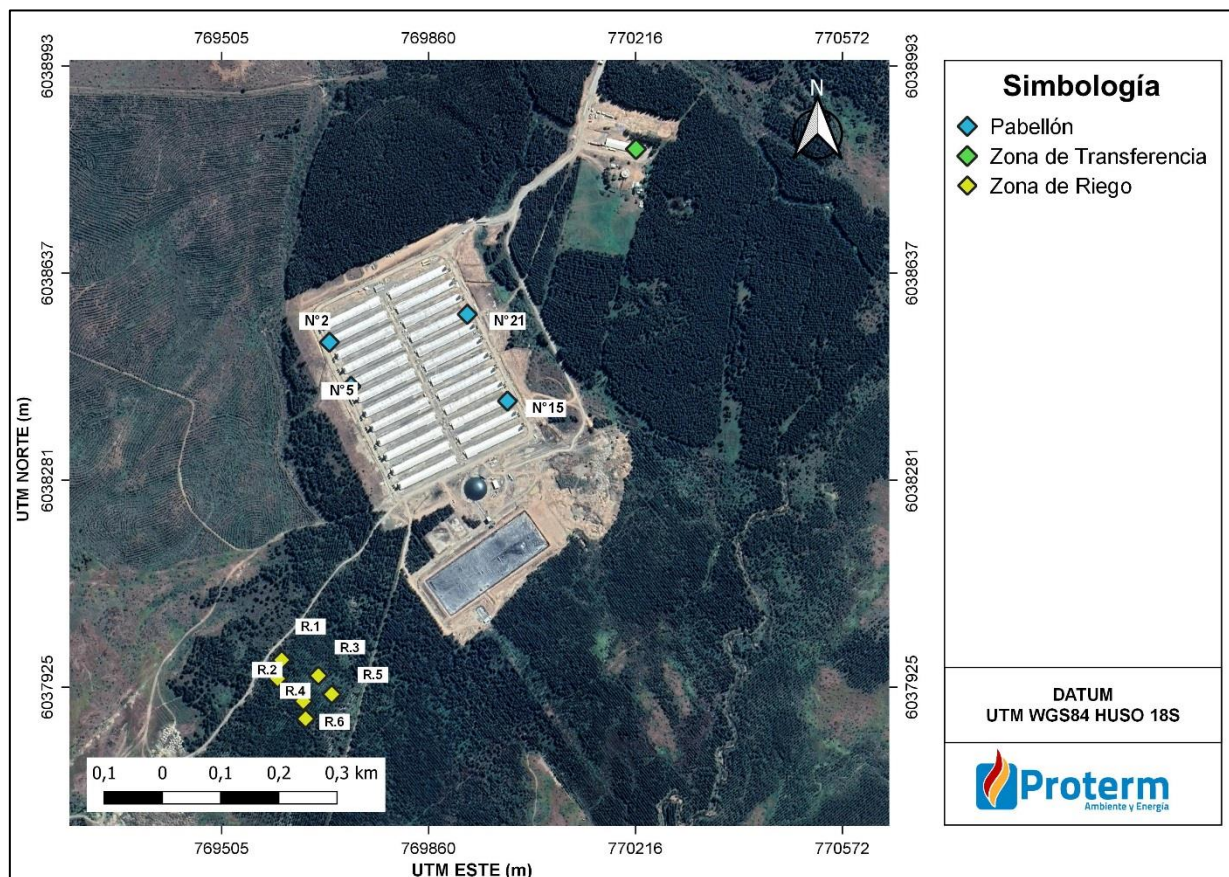 769505
769860
770216
770572
6038993
6038637
6038281
6037925
UTM NORTE (m)
N
N°2
N°21
N°5
N°15
R.1
R.3
R.2
R.5
R.4
R.6
0,1 0 0,1 0,2 0,3 km
6038993
6038637
6038281
6037925
769505
769860
770216
770572
UTM ESTE (m)
Simbología
Pabellón
Zona de Transferencia
Zona de Riego
DATUM
UTM WGS84 HUSO 18S
Proterm
Ambiente y Energía